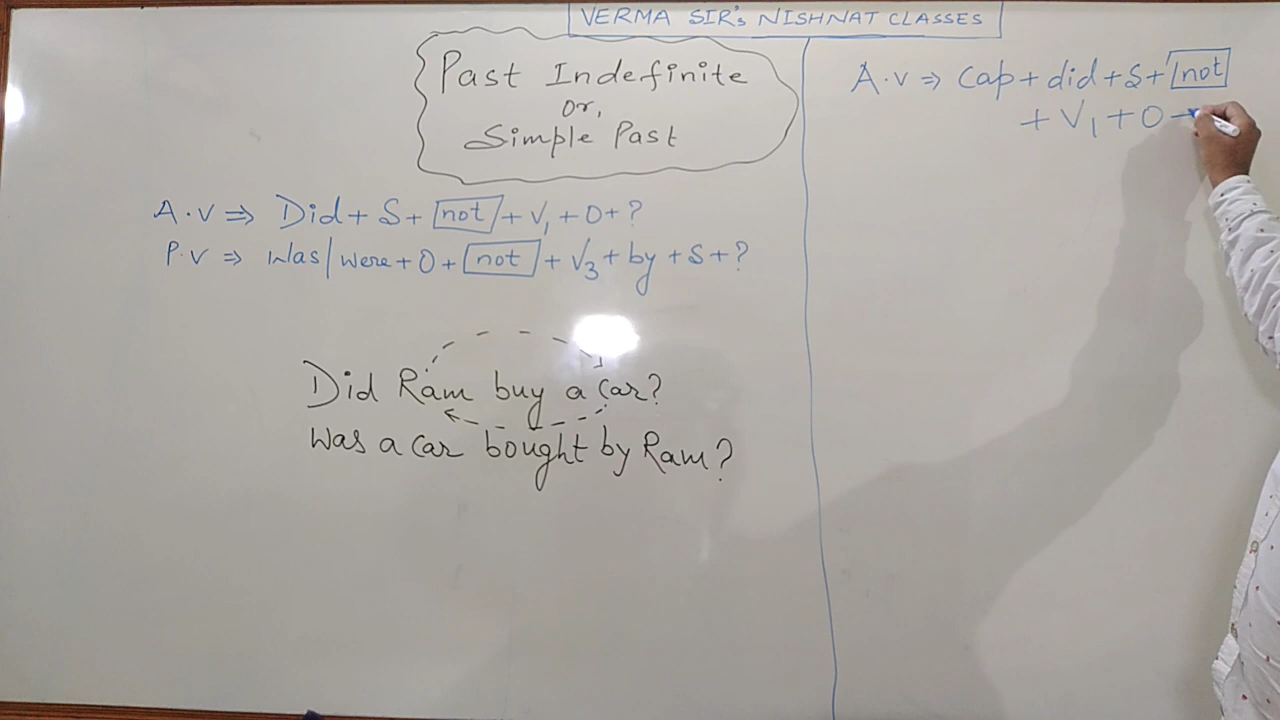 VERMA SIR's NISHNAT CLASSES
Past Indefinite
Or,
Simple Past
A.V ⇒ Did + S + not + V₁ + O + ?
P.V ⇒ Was/were + O + not + V₃ + by + S + ?
Did Ram buy a car?
Was a car bought by Ram?
A.V ⇒ Cap + did + S + not
+ V₁ + O +